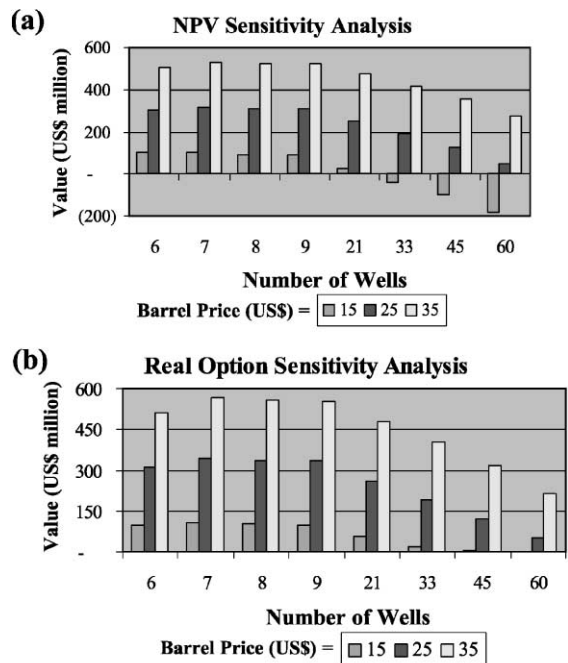 (a)
NPV Sensitivity Analysis
Value (US$ million)
600
400
200
-
(200)
6 7 8 9 21 33 45 60
Number of Wells
Barrel Price (US$) = 15 25 35
(b)
Real Option Sensitivity Analysis
Value (US$ million)
600
450
300
150
-
6 7 8 9 21 33 45 60
Number of Wells
Barrel Price (US$) = 15 25 35